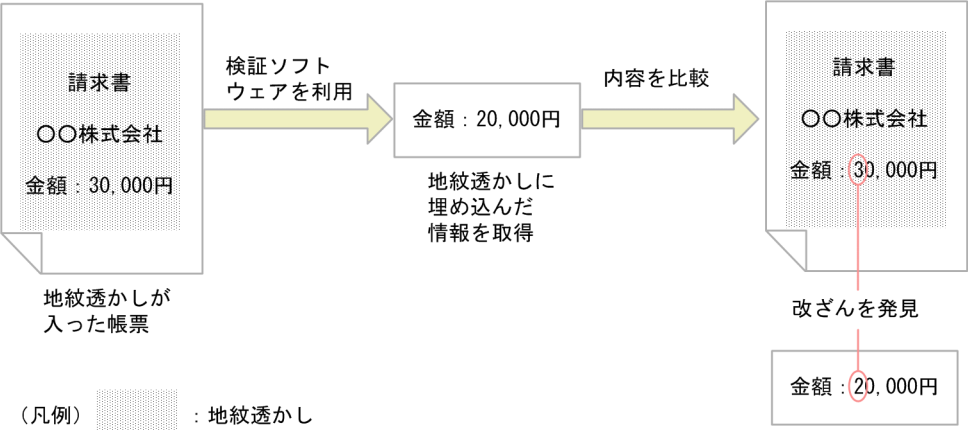 請求書
〇〇株式会社
金額：30,000円
地紋透かしが
入った帳票
検証ソフト
ウェアを利用
金額：20,000円
地紋透かしに
埋め込んだ
情報を取得
内容を比較
請求書
〇〇株式会社
金額：30,000円
改ざんを発見
金額：20,000円
（凡例）　：地紋透かし